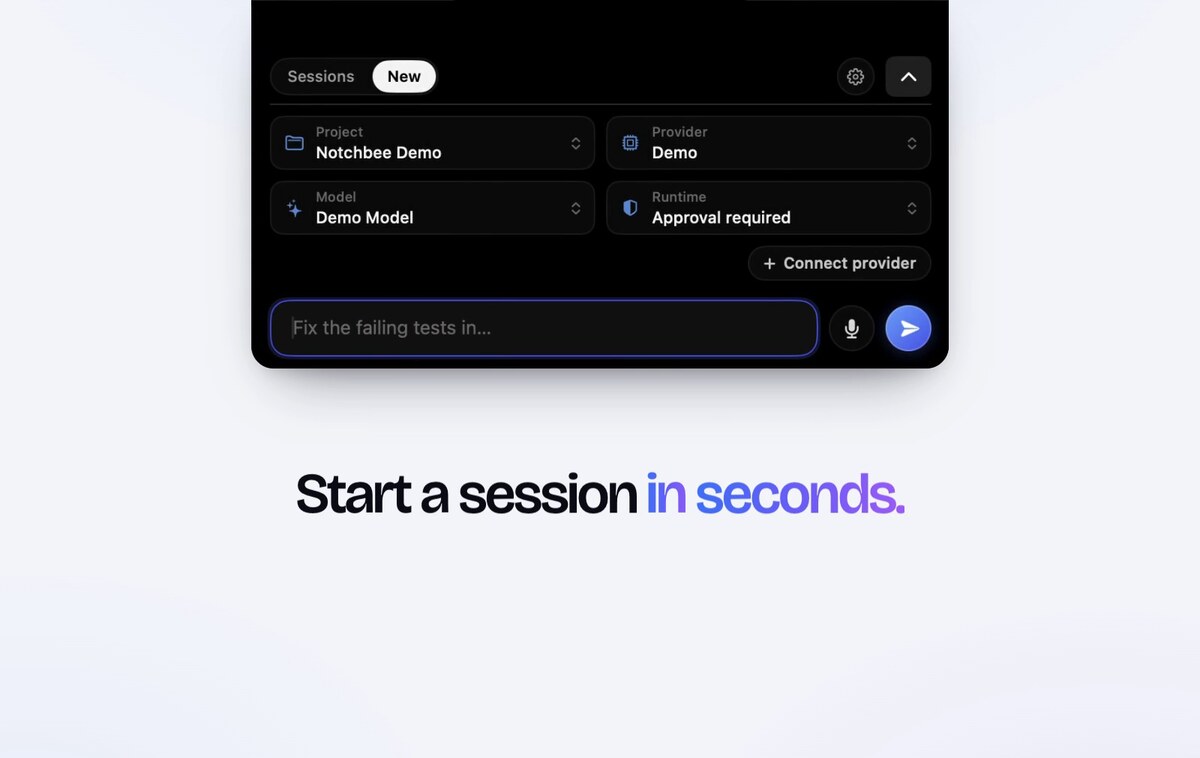 Sessions New
Project
Notchbee Demo
Provider
Demo
Model
Demo Model
Runtime
Approval required
+ Connect provider
Fix the failing tests in...
Start a session in seconds.